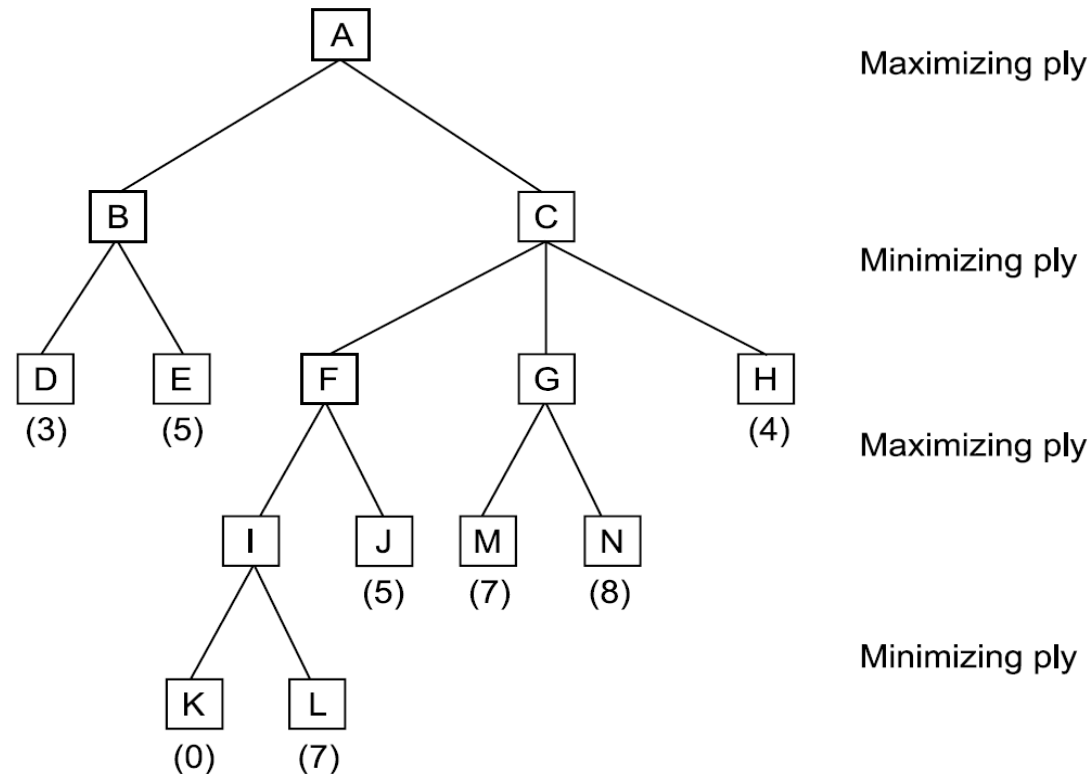 A
Maximizing ply
B
C
Minimizing ply
D
E
F
G
H
(3)
(5)
(4)
Maximizing ply
I
J
M
N
(5)
(7)
(8)
Minimizing ply
K
L
(0)
(7)